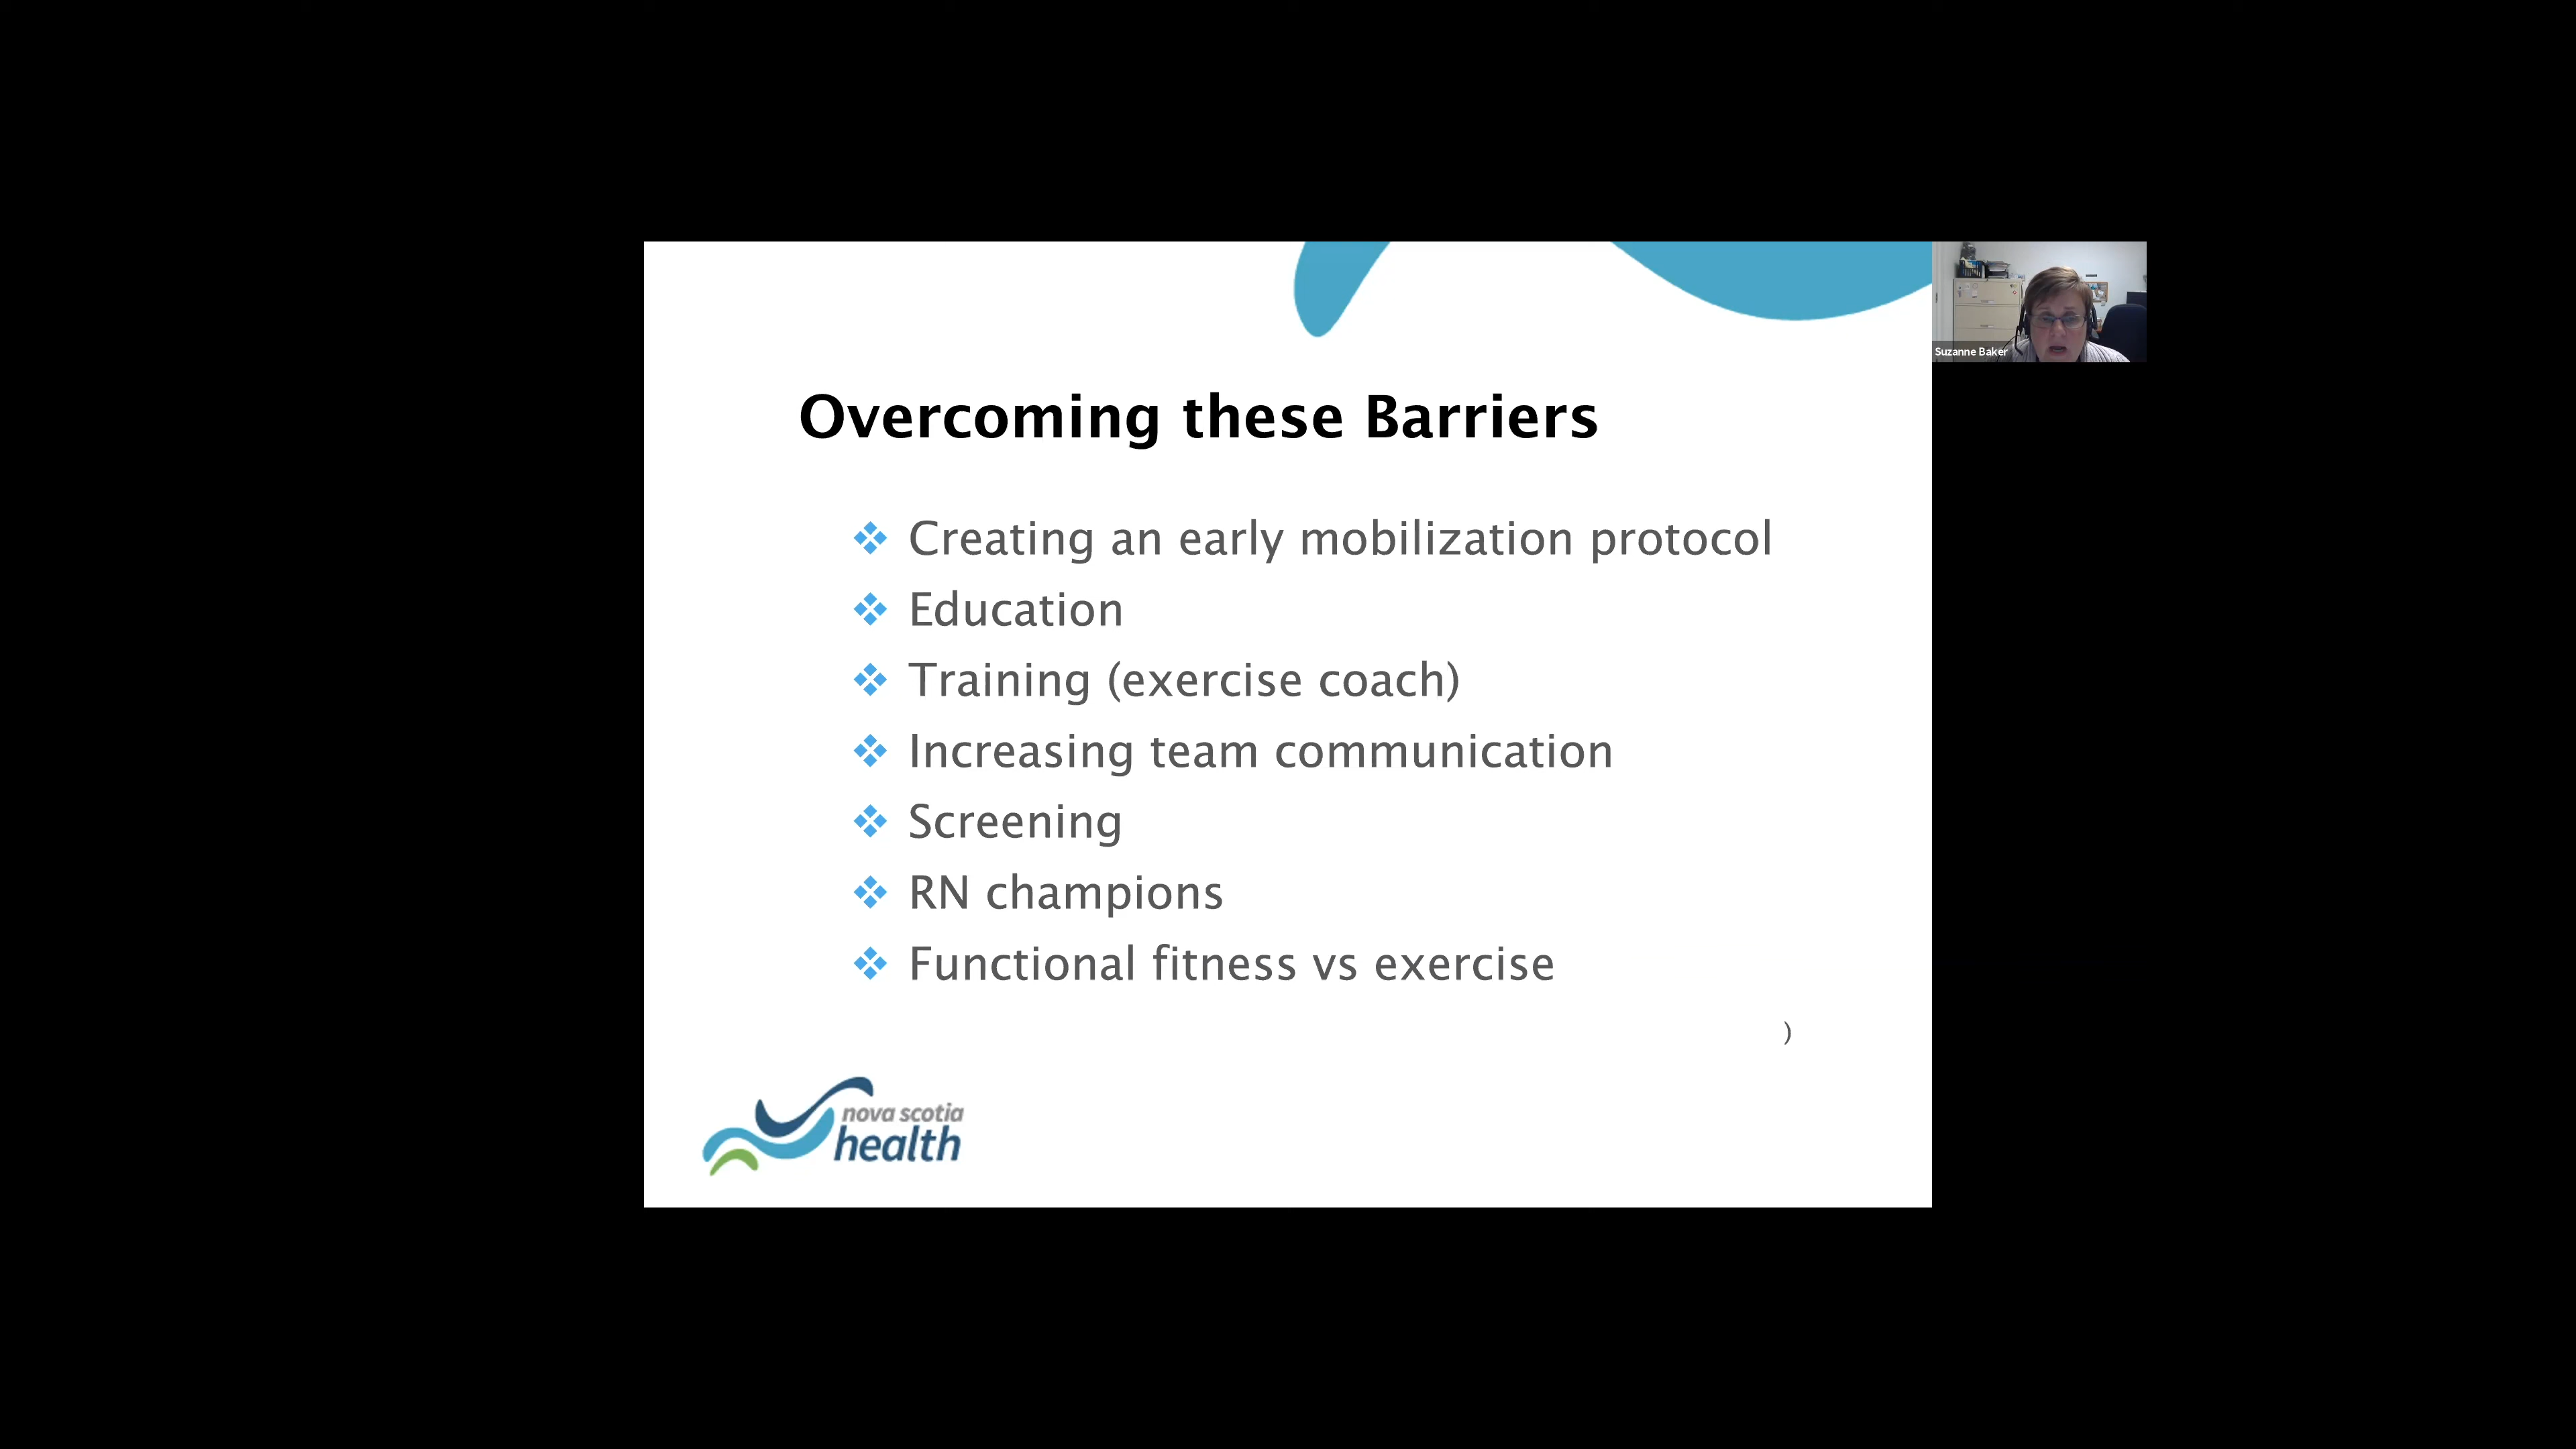 Suzanne Baker
Overcoming these Barriers
❖ Creating an early mobilization protocol
❖ Education
❖ Training (exercise coach)
❖ Increasing team communication
❖ Screening
❖ RN champions
❖ Functional fitness vs exercise
)
nova scotia
health